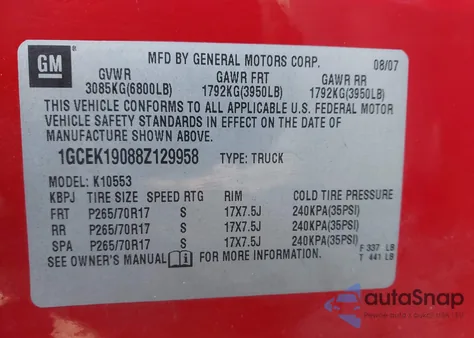 GM
MFD BY GENERAL MOTORS CORP. 08/07
GVWR GAWR FRT GAWR RR
3085KG(6800LB) 1792KG(3950LB) 1792KG(3950LB)
THIS VEHICLE CONFORMS TO ALL APPLICABLE U.S. FEDERAL MOTOR
VEHICLE SAFETY STANDARDS IN EFFECT ON THE DATE OF
MANUFACTURE SHOWN ABOVE.
1GCEK19088Z129958 TYPE: TRUCK
MODEL: K10553
KBPJ TIRE SIZE SPEED RTG RIM COLD TIRE PRESSURE
FRT P265/70R17 S 17X7.5J 240KPA(35PSI)
RR P265/70R17 S 17X7.5J 240KPA(35PSI)
SPA P265/70R17 S 17X7.5J 240KPA(35PSI)
SEE OWNER'S MANUAL FOR MORE INFORMATION. F 337 LB
T 441 LB
autoSnap